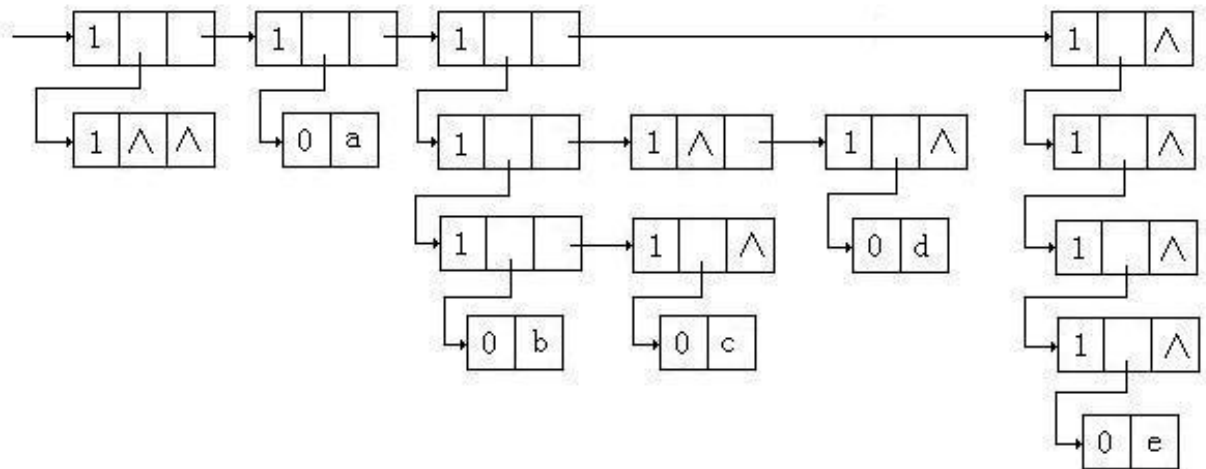 1 1 1 1 ∧
1 ∧ ∧ 0 a 1 1 ∧ 1 ∧ 1 ∧
1 1 ∧ 0 d 1 ∧
0 b 0 c 1 ∧
0 e